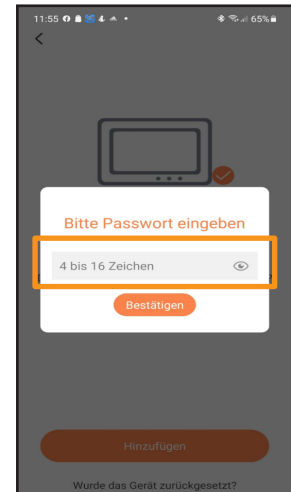 11:55
65%
Bitte Passwort eingeben
4 bis 16 Zeichen
?
Bestätigen
Hinzufügen
Wurde das Gerät zurückgesetzt?